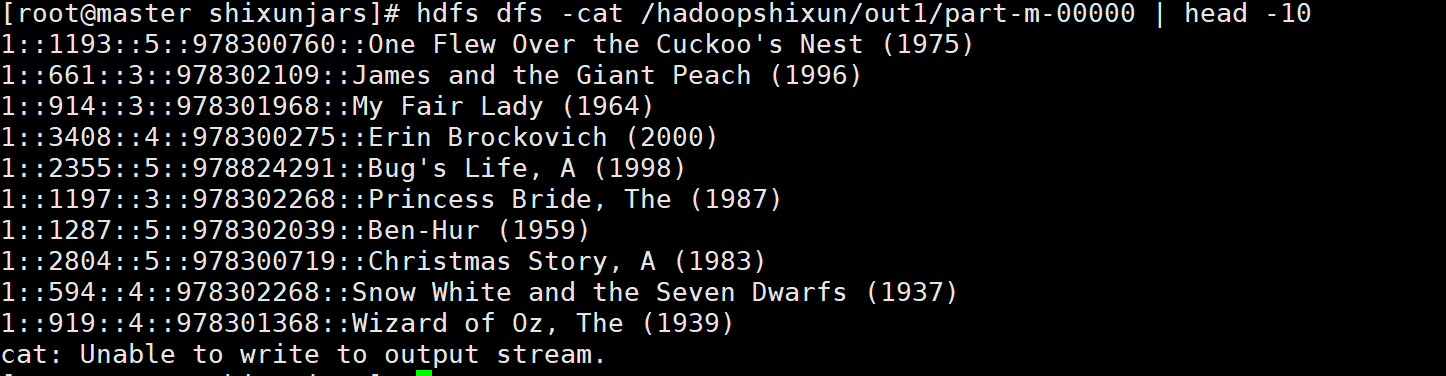 [root@master shixunjars]# hdfs dfs -cat /hadoopshixun/out1/part-m-00000 | head -10
1::1193::5::978300760::One Flew Over the Cuckoo's Nest (1975)
1::661::3::978302109::James and the Giant Peach (1996)
1::914::3::978301968::My Fair Lady (1964)
1::3408::4::978300275::Erin Brockovich (2000)
1::2355::5::978824291::Bug's Life, A (1998)
1::1197::3::978302268::Princess Bride, The (1987)
1::1287::5::978302039::Ben-Hur (1959)
1::2804::5::978300719::Christmas Story, A (1983)
1::594::4::978302268::Snow White and the Seven Dwarfs (1937)
1::919::4::978301368::Wizard of Oz, The (1939)
cat: Unable to write to output stream.